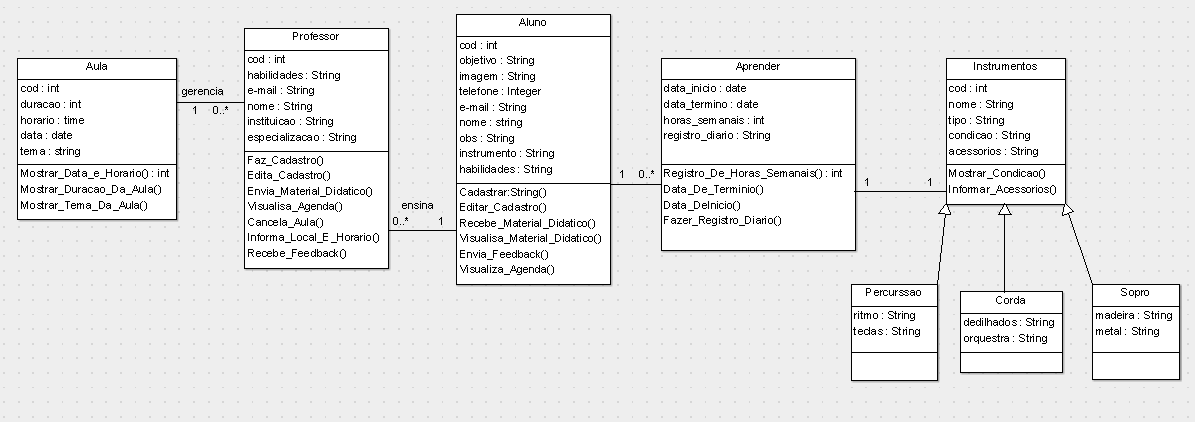 Aula
cod : int
duracao : int
horario : time
data : date
tema : string
Mostrar_Data_e_Horario() : int
Mostrar_Duracao_Da_Aula()
Mostrar_Tema_Da_Aula()
gerencia
1 0..*
Professor
cod : int
habilidades : String
e-mail : String
nome : String
instituicao : String
especializacao : String
Faz_Cadastro()
Edita_Cadastro()
Envia_Material_Didatico()
Visualisa_Agenda()
Cancela_Aula()
Informa_Local_E_Horario()
Recebe_Feedback()
ensina
0..* 1
Aluno
cod : int
objetivo : String
imagem : String
telefone : Integer
e-mail : String
nome : string
obs : String
instrumento : String
habilidades : String
Cadastrar:String()
Editar_Cadastro()
Recebe_Material_Didatico()
Visualisa_Material_Didatico()
Envia_Feedback()
Visualiza_Agenda()
1 0..*
Aprender
data_inicio : date
data_termino : date
horas_semanais : int
registro_diario : String
Registro_De_Horas_Semanais() : int
Data_De_Terminio()
Data_DeInicio()
Fazer_Registro_Diario()
1 1
Instrumentos
cod : int
nome : String
tipo : String
condicao : String
acessorios : String
Mostrar_Condicao()
Informar_Acessorios()
Percurssao
ritmo : String
teclas : String
Corda
dedilhados : String
orquestra : String
Sopro
madeira : String
metal : String